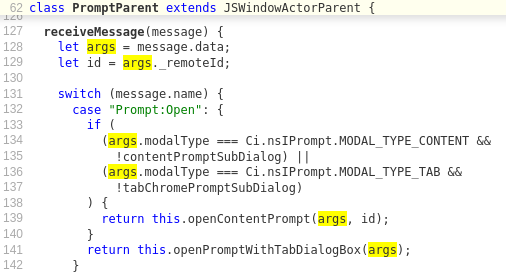 62 class PromptParent extends JSWindowActorParent {
126
127 receiveMessage(message) {
128 let args = message.data;
129 let id = args._remoteId;
130
131 switch (message.name) {
132 case "Prompt:Open": {
133 if (
134 (args.modalType === Ci.nsIPrompt.MODAL_TYPE_CONTENT &&
135 !contentPromptSubDialog) ||
136 (args.modalType === Ci.nsIPrompt.MODAL_TYPE_TAB &&
137 !tabChromePromptSubDialog)
138 ) {
139 return this.openContentPrompt(args, id);
140 }
141 return this.openPromptWithTabDialogBox(args);
142 }